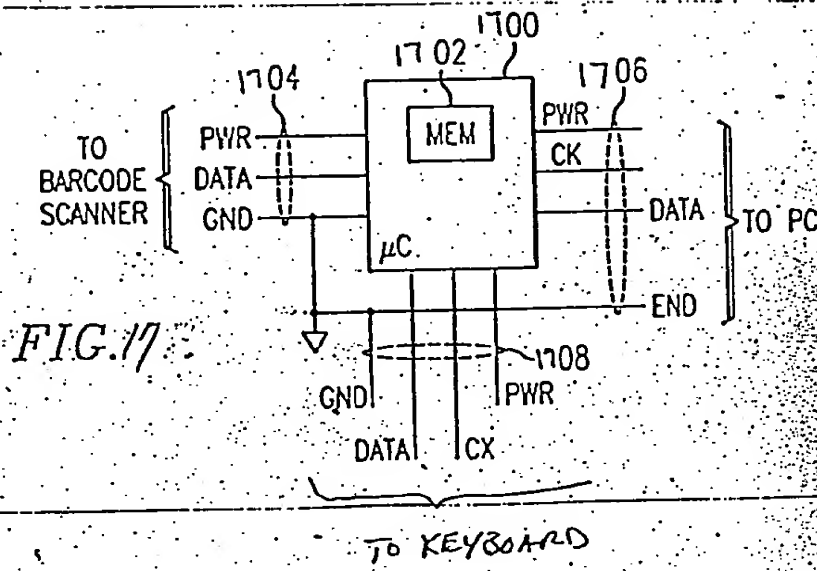 1700
1702
1704
1706
PWR
MEM
PWR
TO
BARCODE
SCANNER
DATA
CK
GND
DATA
TO PC
μC
END
FIG.17
1708
GND
PWR
DATA
CX
TO KEYBOARD